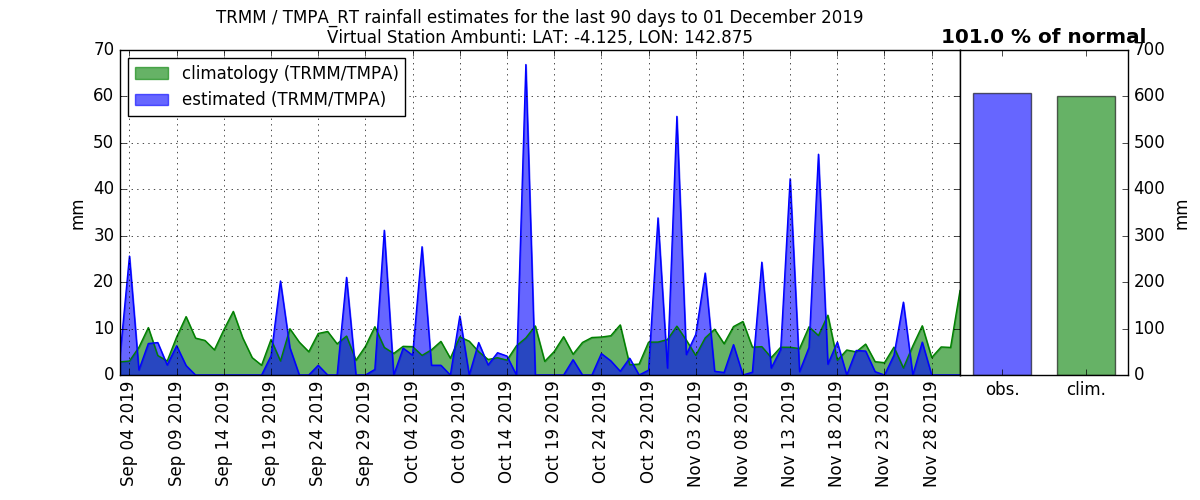 TRMM / TMPA_RT rainfall estimates for the last 90 days to 01 December 2019
Virtual Station Ambunti: LAT: -4.125, LON: 142.875
101.0 % of normal
climatology (TRMM/TMPA)
estimated (TRMM/TMPA)
70
60
50
40
30
20
10
0
mm
Sep 04 2019
Sep 09 2019
Sep 14 2019
Sep 19 2019
Sep 24 2019
Sep 29 2019
Oct 04 2019
Oct 09 2019
Oct 14 2019
Oct 19 2019
Oct 24 2019
Oct 29 2019
Nov 03 2019
Nov 08 2019
Nov 13 2019
Nov 18 2019
Nov 23 2019
Nov 28 2019
obs.
clim.
700
600
500
400
300
200
100
0
mm